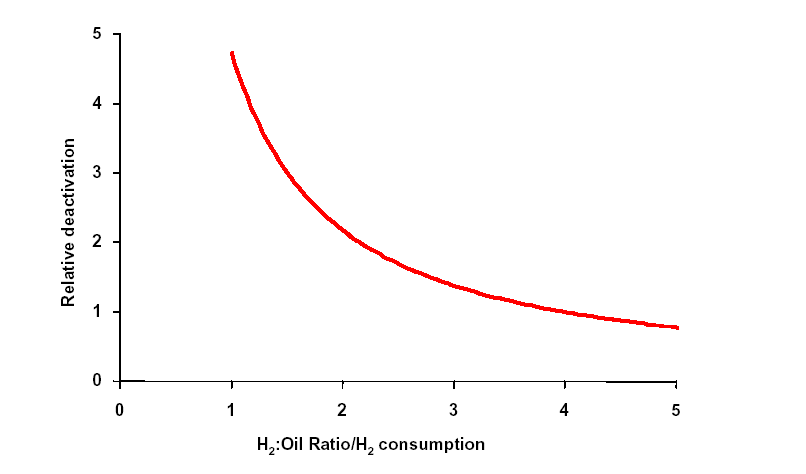 5
4
3
2
1
0
Relative deactivation
0 1 2 3 4 5
H₂:Oil Ratio/H₂ consumption